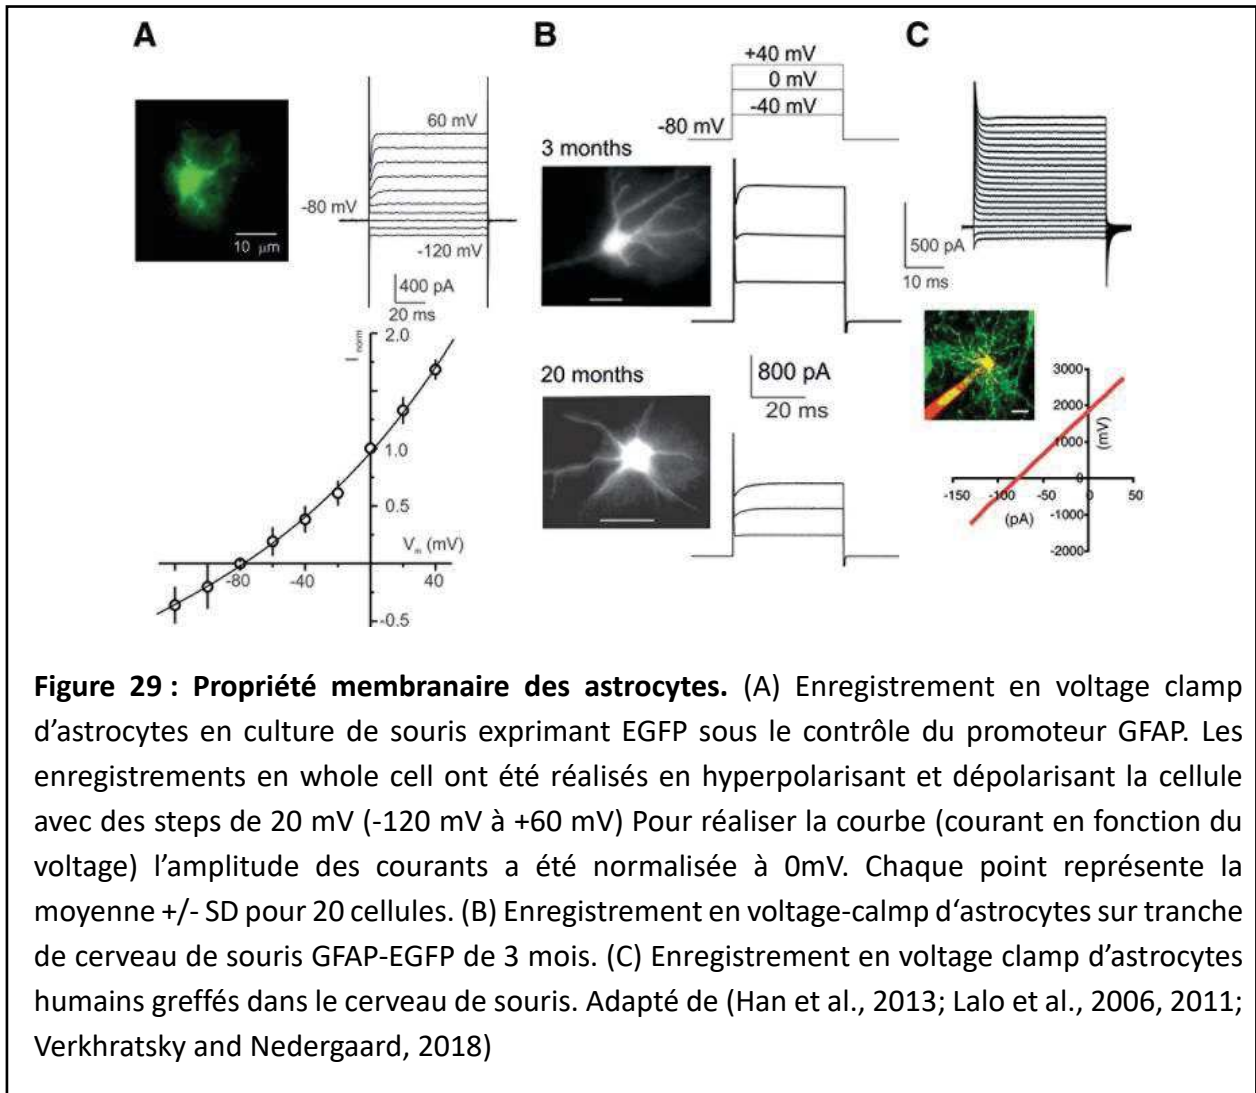 A
B
C
60 mV
-80 mV
-120 mV
10 μm
400 pA
20 ms
I norm
2.0
1.0
0.5
-0.5
Vm (mV)
-80
-40
40
+40 mV
0 mV
-40 mV
-80 mV
3 months
20 months
800 pA
20 ms
500 pA
10 ms
3000
2000
1000
0
-1000
-2000
(mV)
-150
-100
-50
0
50
(pA)
Figure 29 : Propriété membranaire des astrocytes. (A) Enregistrement en voltage clamp
d’astrocytes en culture de souris exprimant EGFP sous le contrôle du promoteur GFAP. Les
enregistrements en whole cell ont été réalisés en hyperpolarisant et dépolarisant la cellule
avec des steps de 20 mV (-120 mV à +60 mV) Pour réaliser la courbe (courant en fonction du
voltage) l’amplitude des courants a été normalisée à 0mV. Chaque point représente la
moyenne +/- SD pour 20 cellules. (B) Enregistrement en voltage-calmp d‘astrocytes sur tranche
de cerveau de souris GFAP-EGFP de 3 mois. (C) Enregistrement en voltage clamp d’astrocytes
humains greffés dans le cerveau de souris. Adapté de (Han et al., 2013; Lalo et al., 2006, 2011;
Verkhratsky and Nedergaard, 2018)